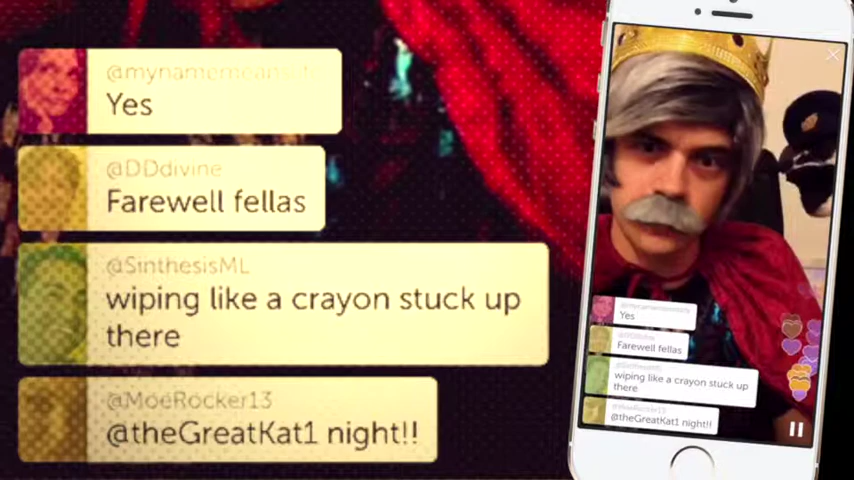 Yes
@DDdivine
Farewell fellas
@SinthesisML
wiping like a crayon stuck up
there
@MoeRocker13
@theGreatKat1 night!!
Yes
Farewell fellas
wiping like a crayon stuck up
there
@MoeRocker13
@theGreatKat1 night!!